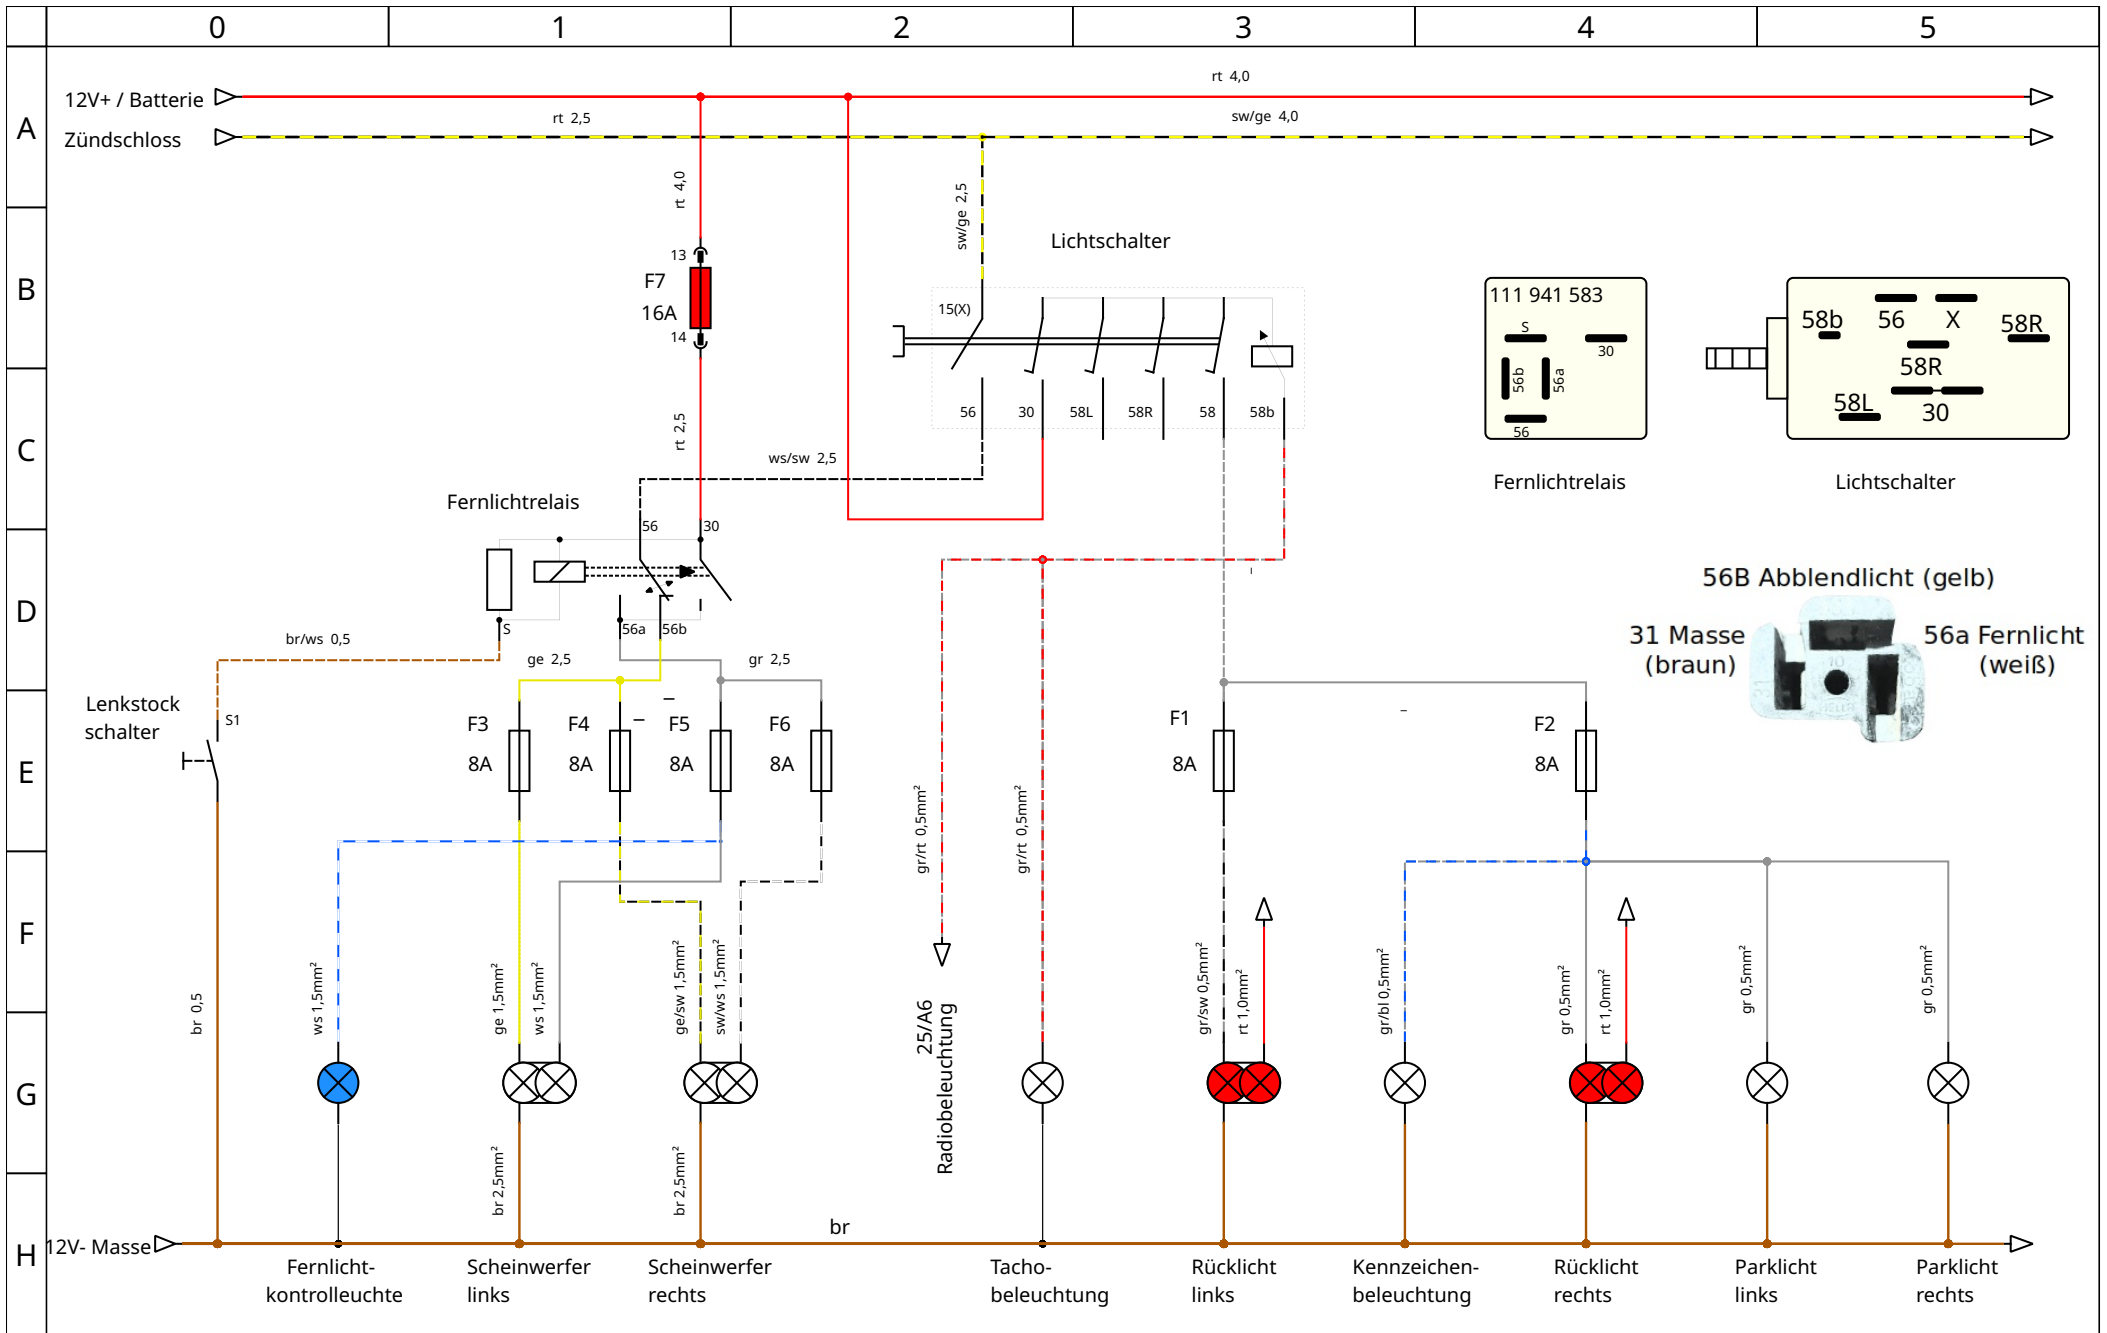 0 1 2 3 4 5
A
B
C
D
E
F
G
H
12V+ / Batterie
rt 4,0
Zündschloss
rt 2,5
sw/ge 4,0
rt 4,0
sw/ge 2,5
13
F7
16A
14
rt 2,5
Lichtschalter
15(X)
56 30 58L 58R 58 58b
ws/sw 2,5
111 941 583
S
30
56b
56a
56
Fernlichtrelais
58b 56 X 58R
58R
58L 30
Lichtschalter
Fernlichtrelais
56 30
S
56a 56b
br/ws 0,5
ge 2,5
gr 2,5
56B Abblendlicht (gelb)
31 Masse
(braun)
56a Fernlicht
(weiß)
Lenkstock
schalter
S1
F3
8A
F4
8A
F5
8A
F6
8A
F1
8A
F2
8A
gr/rt 0,5mm²
gr/rt 0,5mm²
br 0,5
ws 1,5mm²
ge 1,5mm²
ws 1,5mm²
ge/sw 1,5mm²
sw/ws 1,5mm²
25/A6
Radiobeleuchtung
gr/sw 0,5mm²
rt 1,0mm²
gr/bl 0,5mm²
gr 0,5mm²
rt 1,0mm²
gr 0,5mm²
gr 0,5mm²
br 2,5mm²
br 2,5mm²
br
12V- Masse
Fernlicht-
kontrolleuchte
Scheinwerfer
links
Scheinwerfer
rechts
Tacho-
beleuchtung
Rücklicht
links
Kennzeichen-
beleuchtung
Rücklicht
rechts
Parklicht
links
Parklicht
rechts